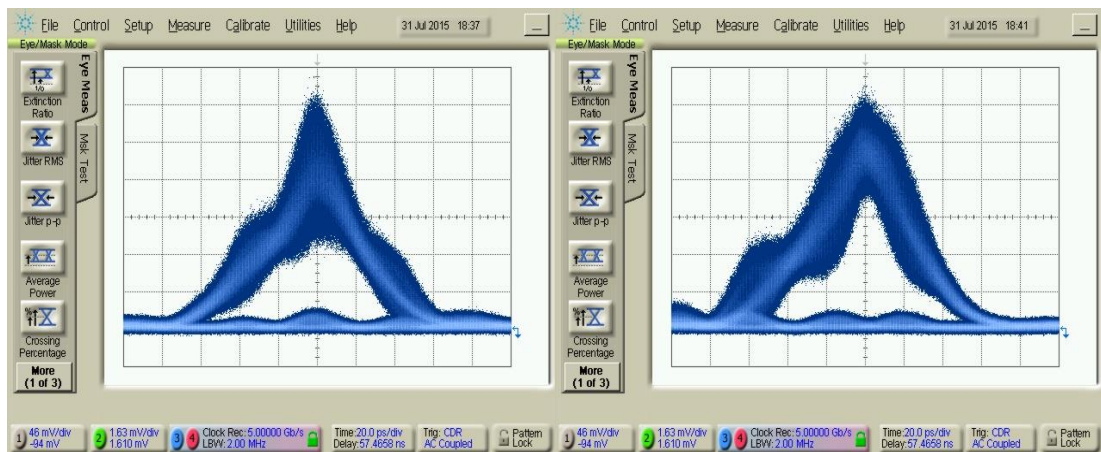 File Control Setup Measure Calibrate Utilities Help 31 Jul 2015 18:37
Eye/Mask Mode
Eye Meas
Msk Test
1/0
Extinction
Ratio
Jitter RMS
Jitter p-p
Average
Power
Crossing
Percentage
More
(1 of 3)
1) 46 mV/div
-94 mV
2) 1.63 mV/div
1.610 mV
3) 4) Clock Rec: 5.00000 Gb/s
LBW: 2.00 MHz
Time:20.0 ps/div
Delay:57.4658 ns
Trig: CDR
AC Coupled
Pattern
Lock
File Control Setup Measure Calibrate Utilities Help 31 Jul 2015 18:41
Eye/Mask Mode
Eye Meas
Msk Test
1/0
Extinction
Ratio
Jitter RMS
Jitter p-p
Average
Power
Crossing
Percentage
More
(1 of 3)
1) 46 mV/div
-94 mV
2) 1.63 mV/div
1.610 mV
3) 4) Clock Rec: 5.00000 Gb/s
LBW: 2.00 MHz
Time:20.0 ps/div
Delay:57.4658 ns
Trig: CDR
AC Coupled
Pattern
Lock